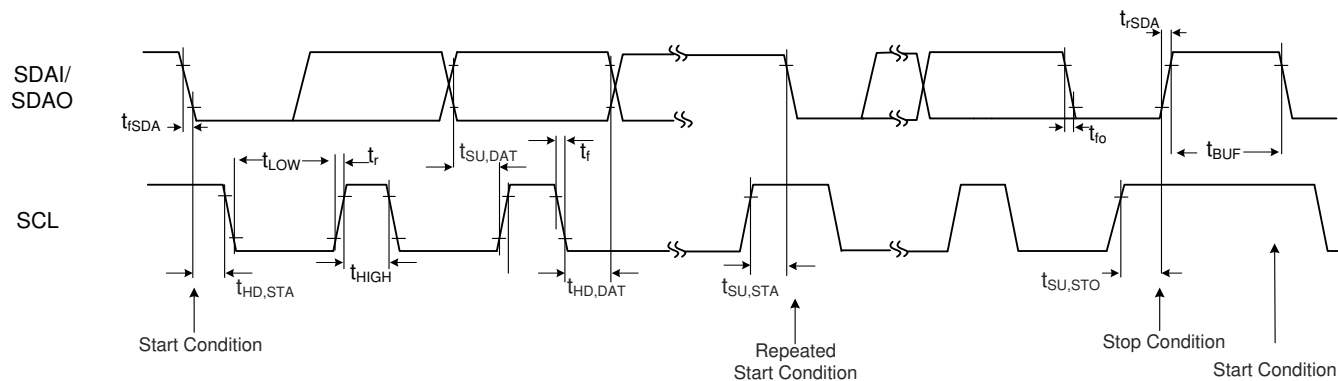 SDAI/
SDAO
trSDA
tfSDA
tfo
tLOW
tr
tSU,DAT
tf
tBUF
SCL
tHD,STA
tHIGH
tHD,DAT
tSU,STA
tSU,STO
Start Condition
Repeated
Start Condition
Stop Condition
Start Condition